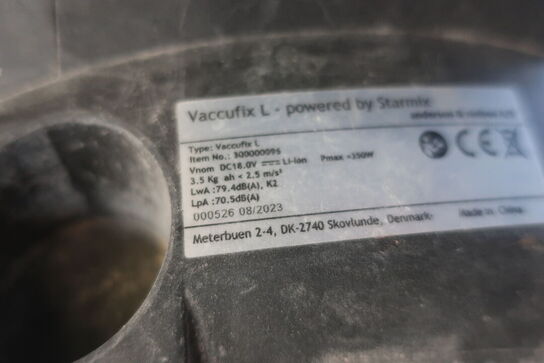 Vaccufix L - powered by Starmix
Type: Vaccufix L
Item No.: 300000095
Vnom DC18.0V Li-Ion Pmax =350W
3.5 Kg ah < 2.5 m/s²
LwA :79.4dB(A), K2
LpA :70.5dB(A)
000526 08/2023
CE
Meterbuen 2-4, DK-2740 Skovlunde, Denmark
Made in China